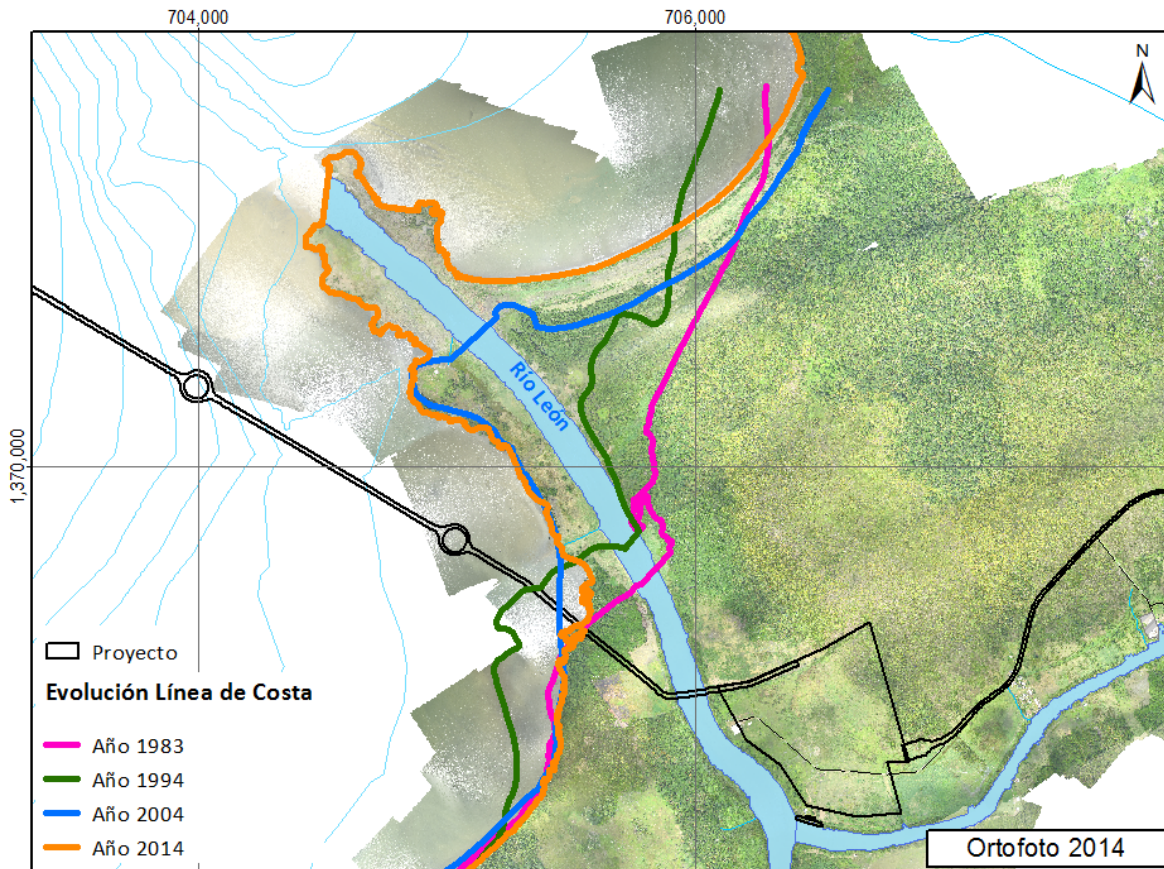 704,000
706,000
N
Río León
1,370,000
Proyecto
Evolución Línea de Costa
Año 1983
Año 1994
Año 2004
Año 2014
Ortofoto 2014